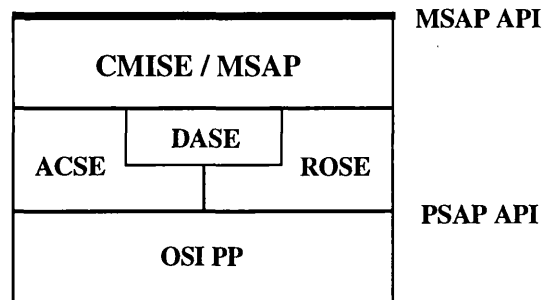 MSAP API
CMISE / MSAP
DASE
ACSE
ROSE
PSAP API
OSI PP